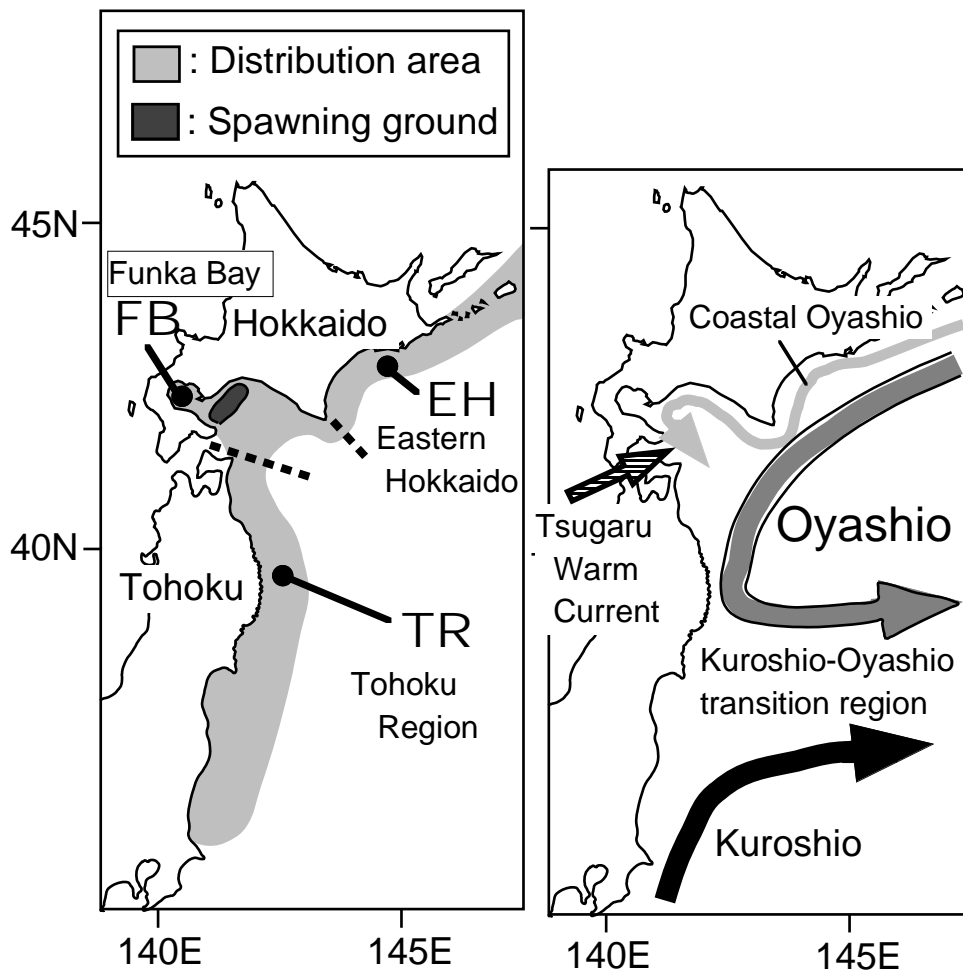 : Distribution area
: Spawning ground
45N
Funka Bay
FB
Hokkaido
EH
Eastern
Hokkaido
40N
Tohoku
TR
Tohoku
Region
140E
145E
Coastal Oyashio
Tsugaru
Warm
Current
Oyashio
Kuroshio-Oyashio
transition region
Kuroshio
140E
145E